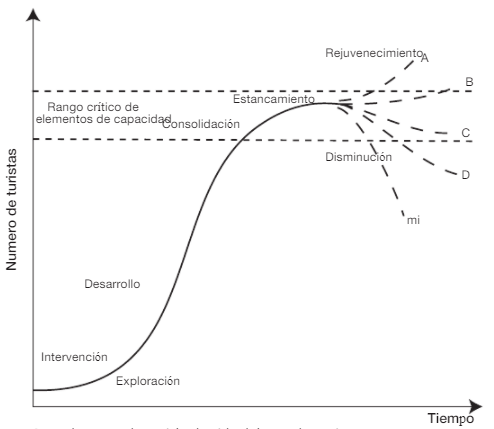 Rejuvenecimiento
A
B
Rango crítico de
elementos de capacidad
Estancamiento
Consolidación
C
Disminución
D
mi
Numero de turistas
Desarrollo
Intervención
Exploración
Tiempo